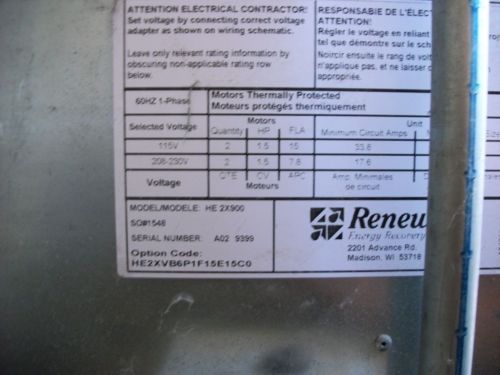 ATTENTION ELECTRICAL CONTRACTOR!
Set voltage by connecting correct voltage
adapter as shown on wiring schematic.
Leave only relevant rating information by
obscuring non-applicable rating row
below.
RESPONSABIE DE L'ÉLEC
ATTENTION!
Régler le voltage en reliant
tel que démontre sur le sch
Noircir ensuite le rang de volt
n'applique pas, et ne laisser
appropriée.
60HZ 1-Phase
Motors Thermally Protected
Moteurs protégés thermiquement
Selected Voltage
Motors
Unit
Quantity HP FLA Minimum Circuit Amps
115V 2 1.5 15 33.8
208-230V 2 1.5 7.8 17.6
Voltage
QTE CV APC Amp. Minimales
Moteurs de circuit
MODEL/MODELE: HE 2X900
SO#1546
SERIAL NUMBER: A02 9399
Option Code:
HE2XVB6P1F15E15C0
Renew
Energy Recovery
2201 Advance Rd.
Madison, WI 53718